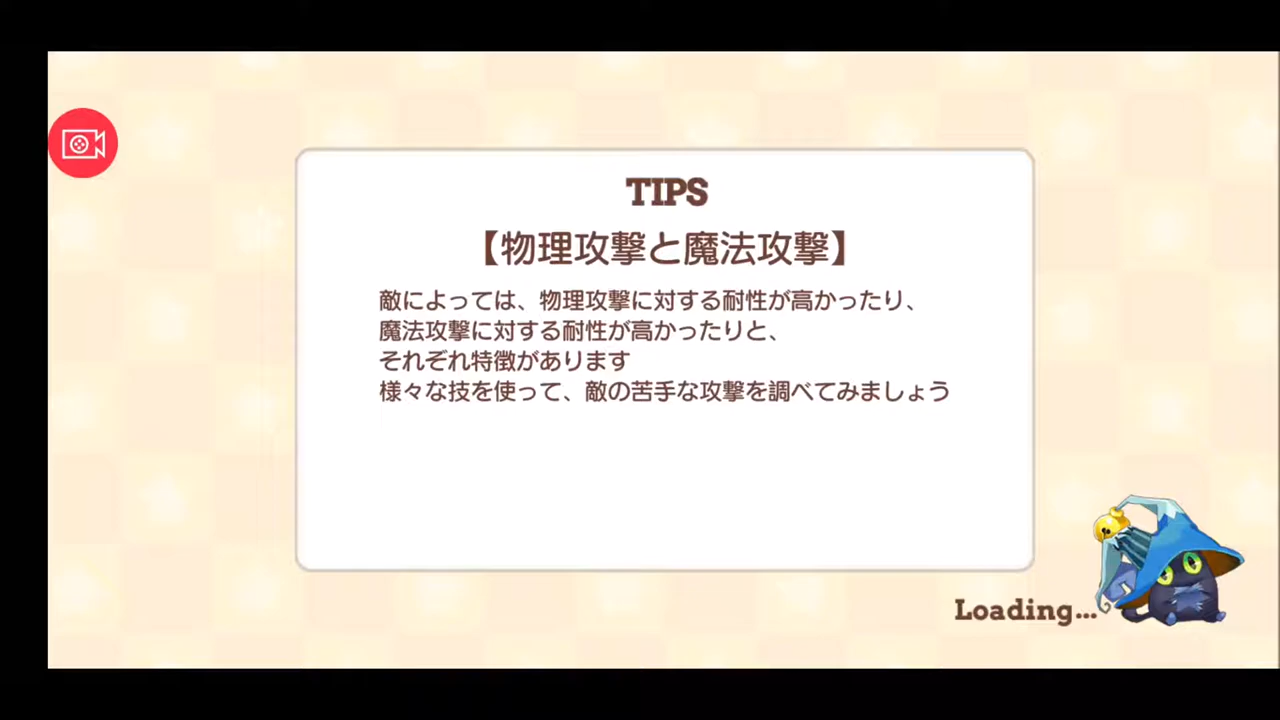 TIPS
【物理攻撃と魔法攻撃】
敵によっては、物理攻撃に対する耐性が高かったり、
魔法攻撃に対する耐性が高かったりと、
それぞれ特徴があります
様々な技を使って、敵の苦手な攻撃を調べてみましょう
Loading...